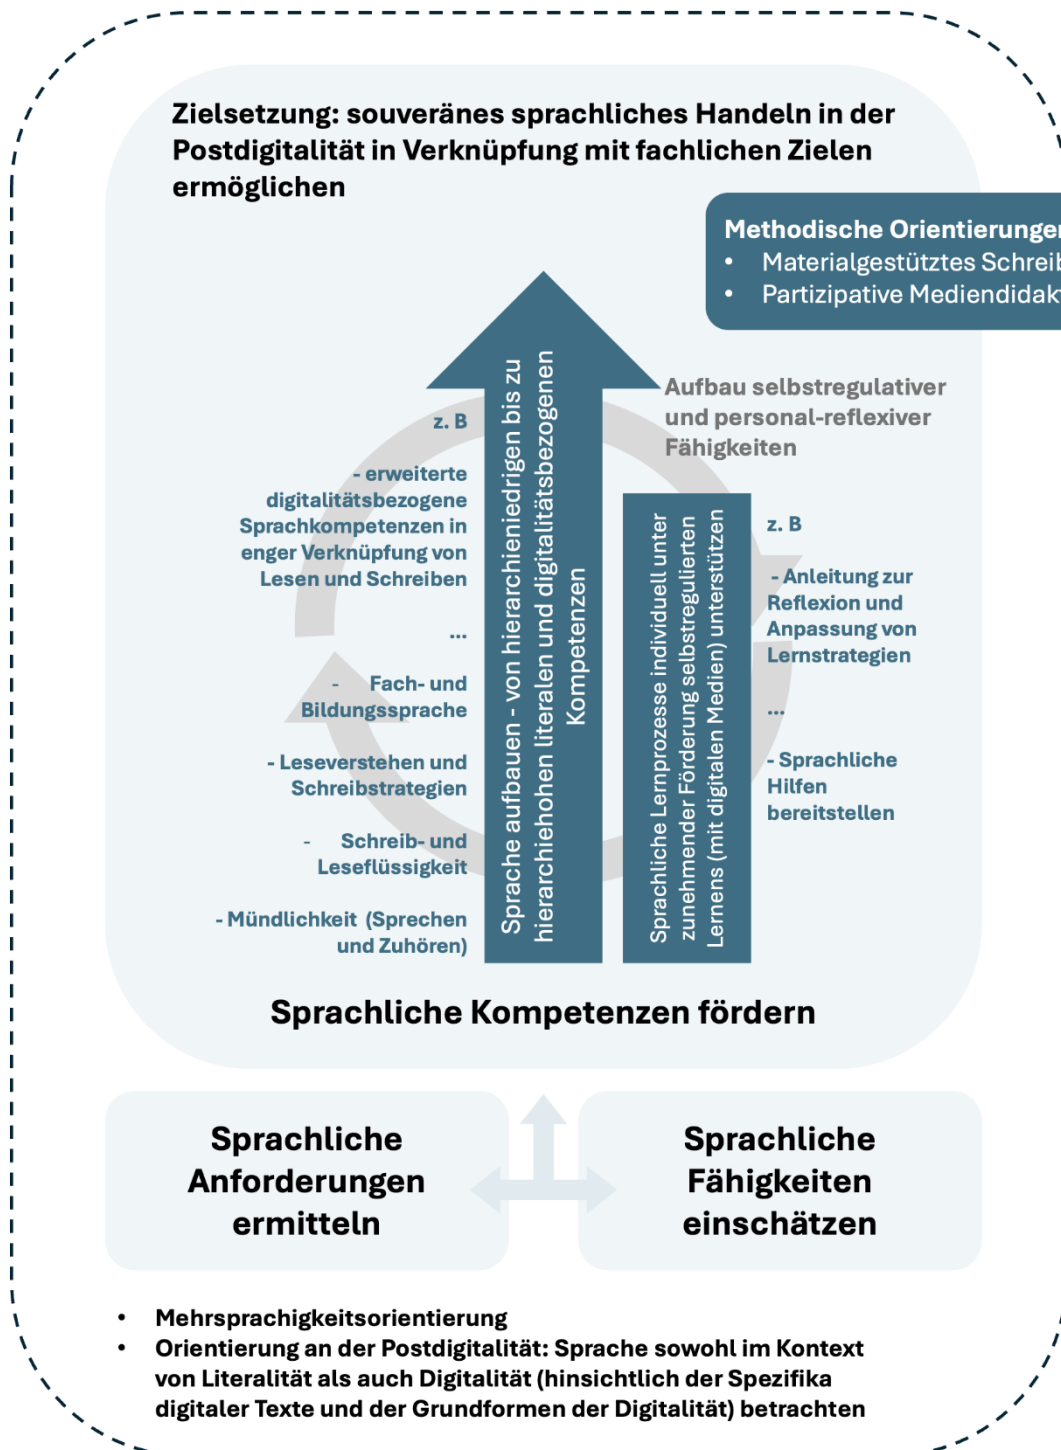 Zielsetzung: souveränes sprachliches Handeln in der
Postdigitalität in Verknüpfung mit fachlichen Zielen
ermöglichen
Methodische Orientierungen
• Materialgestütztes Schreib
• Partizipative Mediendidakt
Aufbau selbstregulativer
und personal-reflexiver
Fähigkeiten
z. B
- erweiterte
digitalitätsbezogene
Sprachkompetenzen in
enger Verknüpfung von
Lesen und Schreiben
...
- Fach- und
Bildungssprache
- Leseverstehen und
Schreibstrategien
- Schreib- und
Leseflüssigkeit
- Mündlichkeit (Sprechen
und Zuhören)
Sprache aufbauen - von hierarchieniedrigen bis zu
hierarchiehohen literalen und digitalitätsbezogenen
Kompetenzen
Sprachliche Lernprozesse individuell unter
zunehmender Förderung selbstregulierten
Lernens (mit digitalen Medien) unterstützen
z. B
- Anleitung zur
Reflexion und
Anpassung von
Lernstrategien
...
- Sprachliche
Hilfen
bereitstellen
Sprachliche Kompetenzen fördern
Sprachliche
Anforderungen
ermitteln
Sprachliche
Fähigkeiten
einschätzen
• Mehrsprachigkeitsorientierung
• Orientierung an der Postdigitalität: Sprache sowohl im Kontext
von Literalität als auch Digitalität (hinsichtlich der Spezifika
digitaler Texte und der Grundformen der Digitalität) betrachten